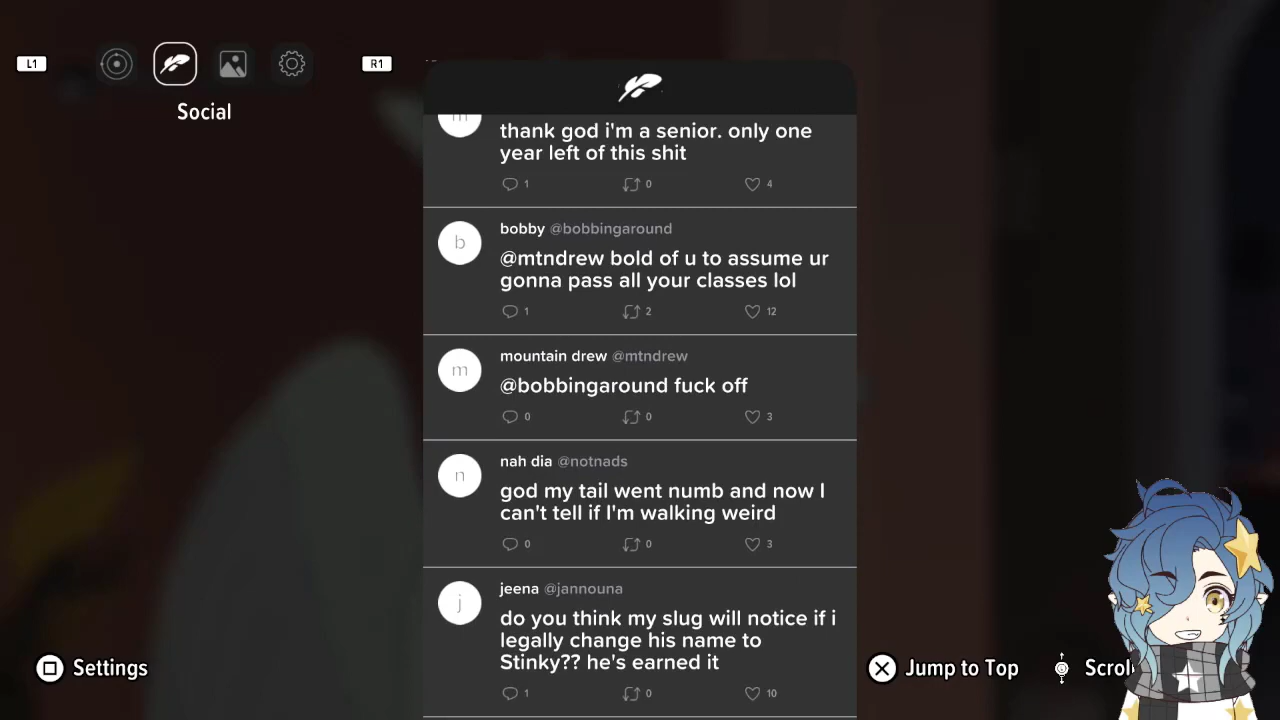 L1
R1
Social
thank god i'm a senior. only one
year left of this shit
1 0 4
b
bobby @bobbingaround
@mtndrew bold of u to assume ur
gonna pass all your classes lol
1 2 12
m
mountain drew @mtndrew
@bobbingaround fuck off
0 0 3
n
nah dia @notnads
god my tail went numb and now I
can't tell if I'm walking weird
0 0 3
j
jeena @jannouna
do you think my slug will notice if i
legally change his name to
Stinky?? he's earned it
1 0 10
Settings
Jump to Top
Scrol